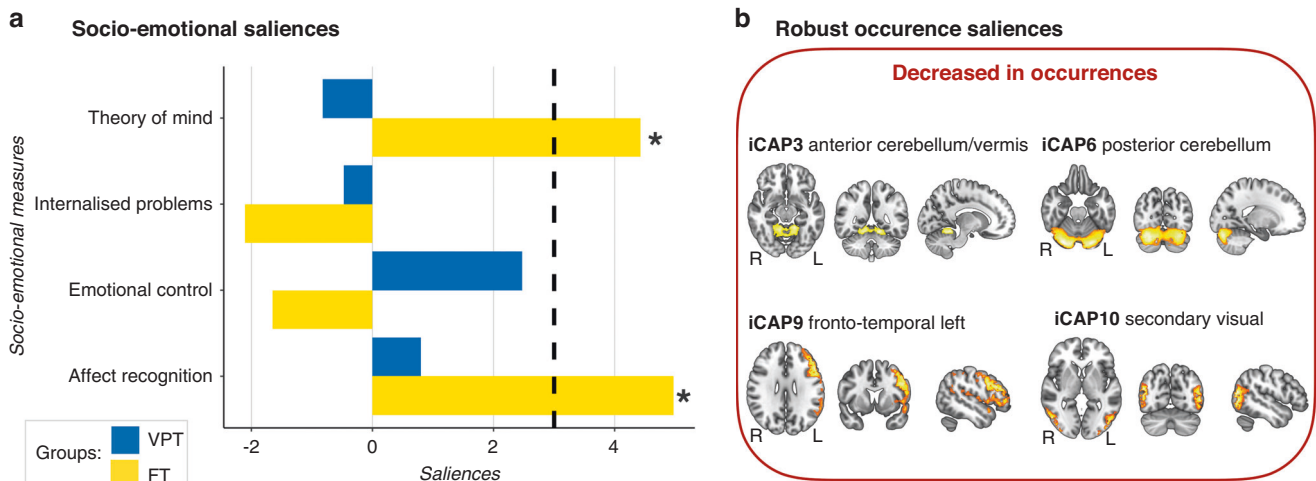 a
Socio-emotional saliences
Socio-emotional measures
Theory of mind
*
Internalised problems
Emotional control
Affect recognition
*
-2 0 2 4
Saliences
Groups:
VPT
FT
b
Robust occurence saliences
Decreased in occurrences
iCAP3 anterior cerebellum/vermis
R L
iCAP6 posterior cerebellum
R L
iCAP9 fronto-temporal left
R L
iCAP10 secondary visual
R L